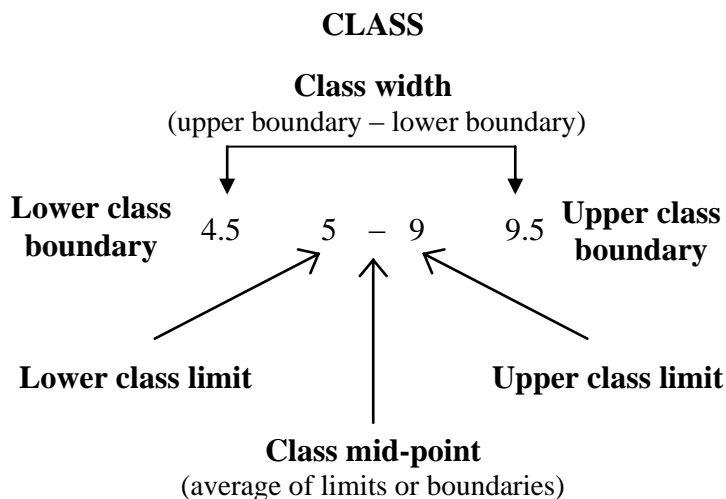 CLASS
Class width
(upper boundary – lower boundary)
Lower class
boundary
4.5 5 – 9 9.5
Upper class
boundary
Lower class limit
Upper class limit
Class mid-point
(average of limits or boundaries)